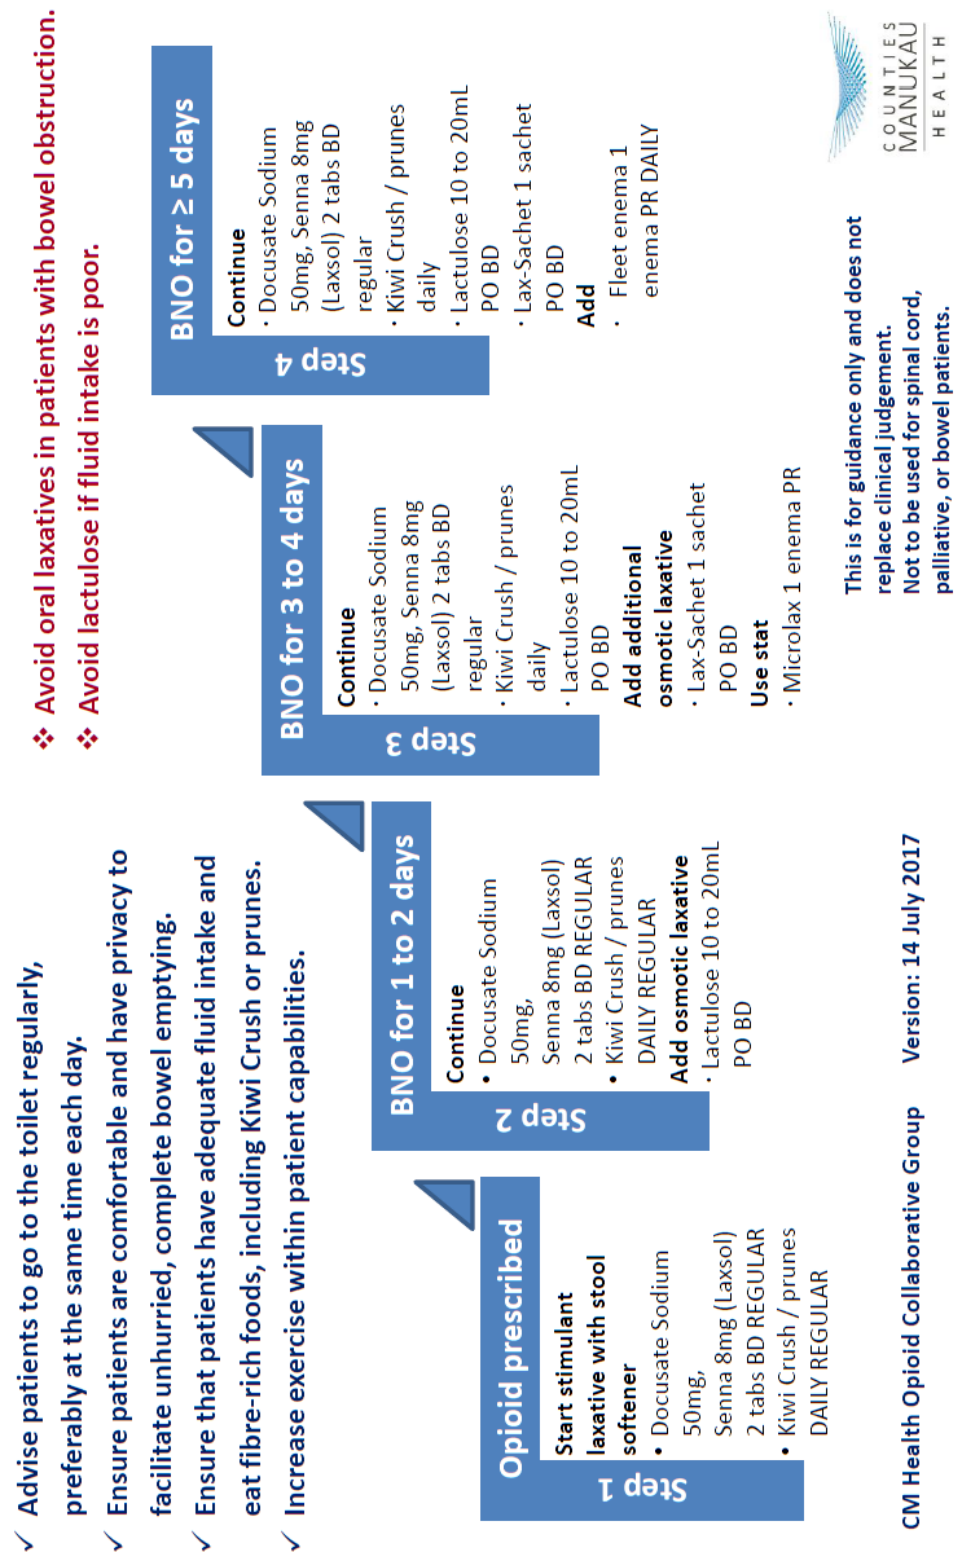 ✓ Advise patients to go to the toilet regularly,
preferably at the same time each day.
✓ Ensure patients are comfortable and have privacy to
facilitate unhurried, complete bowel emptying.
✓ Ensure that patients have adequate fluid intake and
eat fibre-rich foods, including Kiwi Crush or prunes.
✓ Increase exercise within patient capabilities.
❖ Avoid oral laxatives in patients with bowel obstruction.
❖ Avoid lactulose if fluid intake is poor.
Step 1
Opioid prescribed
Start stimulant
laxative with stool
softener
• Docusate Sodium
50mg,
Senna 8mg (Laxsol)
2 tabs BD REGULAR
• Kiwi Crush / prunes
DAILY REGULAR
Step 2
BNO for 1 to 2 days
Continue
• Docusate Sodium
50mg,
Senna 8mg (Laxsol)
2 tabs BD REGULAR
• Kiwi Crush / prunes
DAILY REGULAR
Add osmotic laxative
· Lactulose 10 to 20mL
PO BD
Step 3
BNO for 3 to 4 days
Continue
· Docusate Sodium
50mg, Senna 8mg
(Laxsol) 2 tabs BD
regular
· Kiwi Crush / prunes
daily
· Lactulose 10 to 20mL
PO BD
Add additional
osmotic laxative
· Lax-Sachet 1 sachet
PO BD
Use stat
· Microlax 1 enema PR
Step 4
BNO for ≥ 5 days
Continue
· Docusate Sodium
50mg, Senna 8mg
(Laxsol) 2 tabs BD
regular
· Kiwi Crush / prunes
daily
· Lactulose 10 to 20mL
PO BD
· Lax-Sachet 1 sachet
PO BD
Add
· Fleet enema 1
enema PR DAILY
CM Health Opioid Collaborative Group Version: 14 July 2017
This is for guidance only and does not
replace clinical judgement.
Not to be used for spinal cord,
palliative, or bowel patients.
COUNTIES
MANUKAU
HEALTH